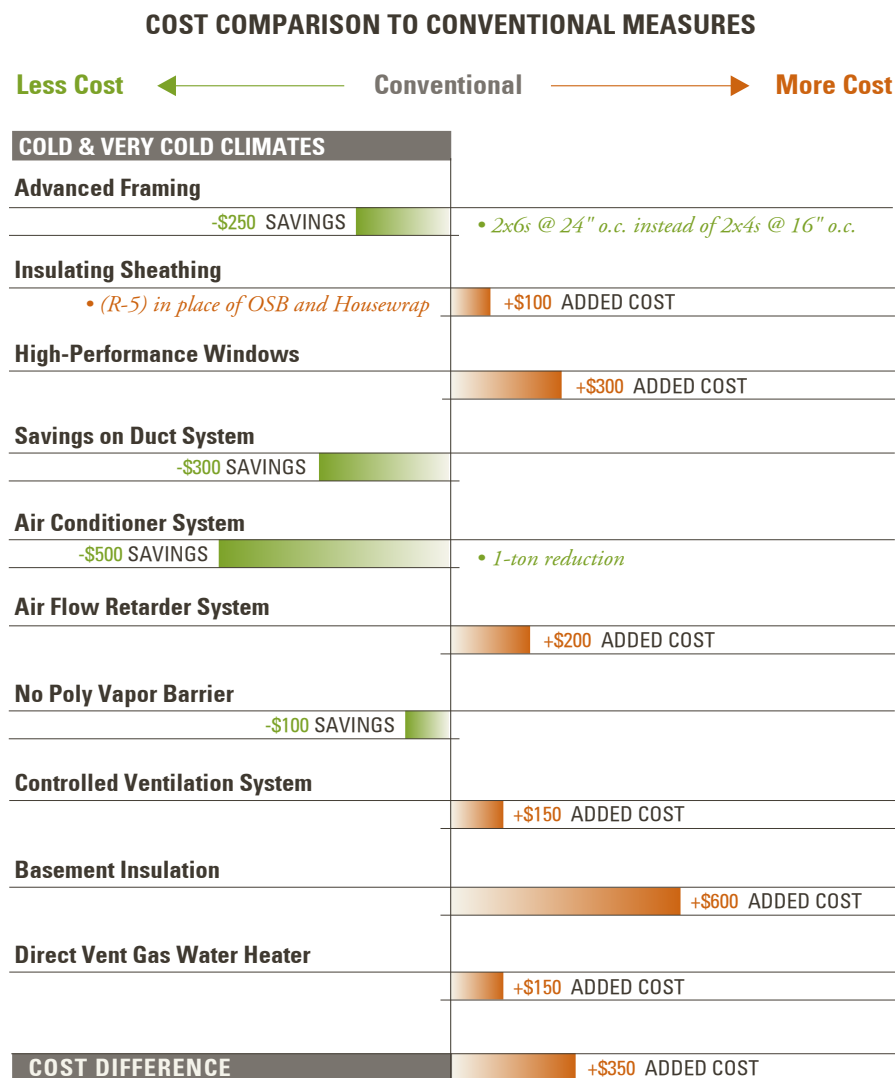 COST COMPARISON TO CONVENTIONAL MEASURES
Less Cost Conventional More Cost
COLD & VERY COLD CLIMATES
Advanced Framing
-$250 SAVINGS • 2x6s @ 24" o.c. instead of 2x4s @ 16" o.c.
Insulating Sheathing
• (R-5) in place of OSB and Housewrap +$100 ADDED COST
High-Performance Windows
+$300 ADDED COST
Savings on Duct System
-$300 SAVINGS
Air Conditioner System
-$500 SAVINGS • 1-ton reduction
Air Flow Retarder System
+$200 ADDED COST
No Poly Vapor Barrier
-$100 SAVINGS
Controlled Ventilation System
+$150 ADDED COST
Basement Insulation
+$600 ADDED COST
Direct Vent Gas Water Heater
+$150 ADDED COST
COST DIFFERENCE +$350 ADDED COST